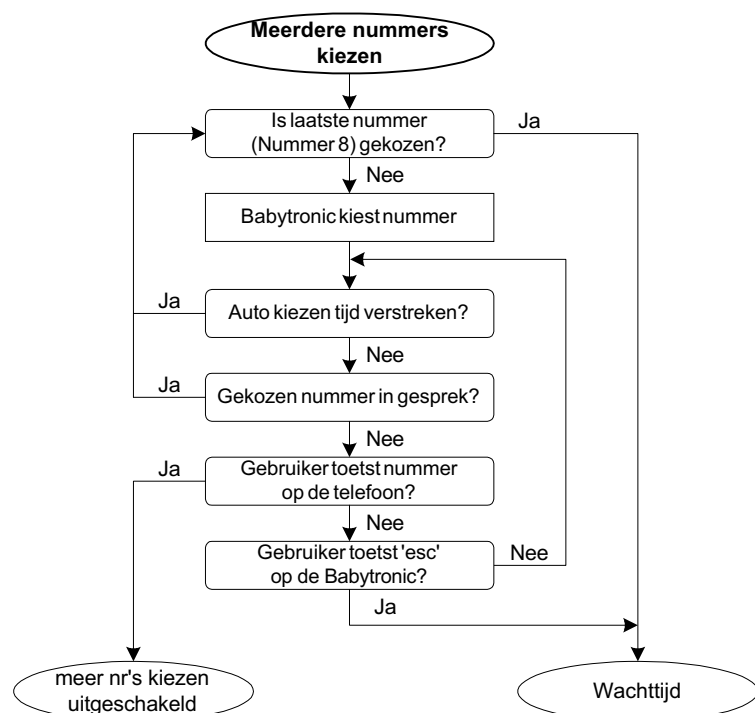 Meerdere nummers
kiezen
Is laatste nummer
(Nummer 8) gekozen?
Ja
Nee
Babytronic kiest nummer
Ja
Auto kiezen tijd verstreken?
Nee
Ja
Gekozen nummer in gesprek?
Nee
Ja
Gebruiker toetst nummer
op de telefoon?
Nee
Gebruiker toetst 'esc'
op de Babytronic?
Nee
Ja
meer nr's kiezen
uitgeschakeld
Wachttijd